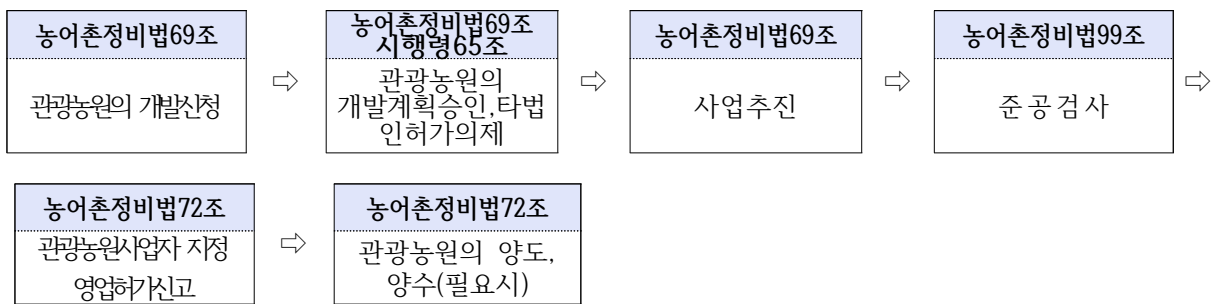 농어촌정비법69조
관광농원의 개발신청
⇨
농어촌정비법69조
시행령65조
관광농원의
개발계획승인,타법
인허가의제
⇨
농어촌정비법69조
사업추진
⇨
농어촌정비법99조
준공검사
⇨
농어촌정비법72조
관광농원사업자 지정
영업허가신고
⇨
농어촌정비법72조
관광농원의 양도,
양수(필요시)